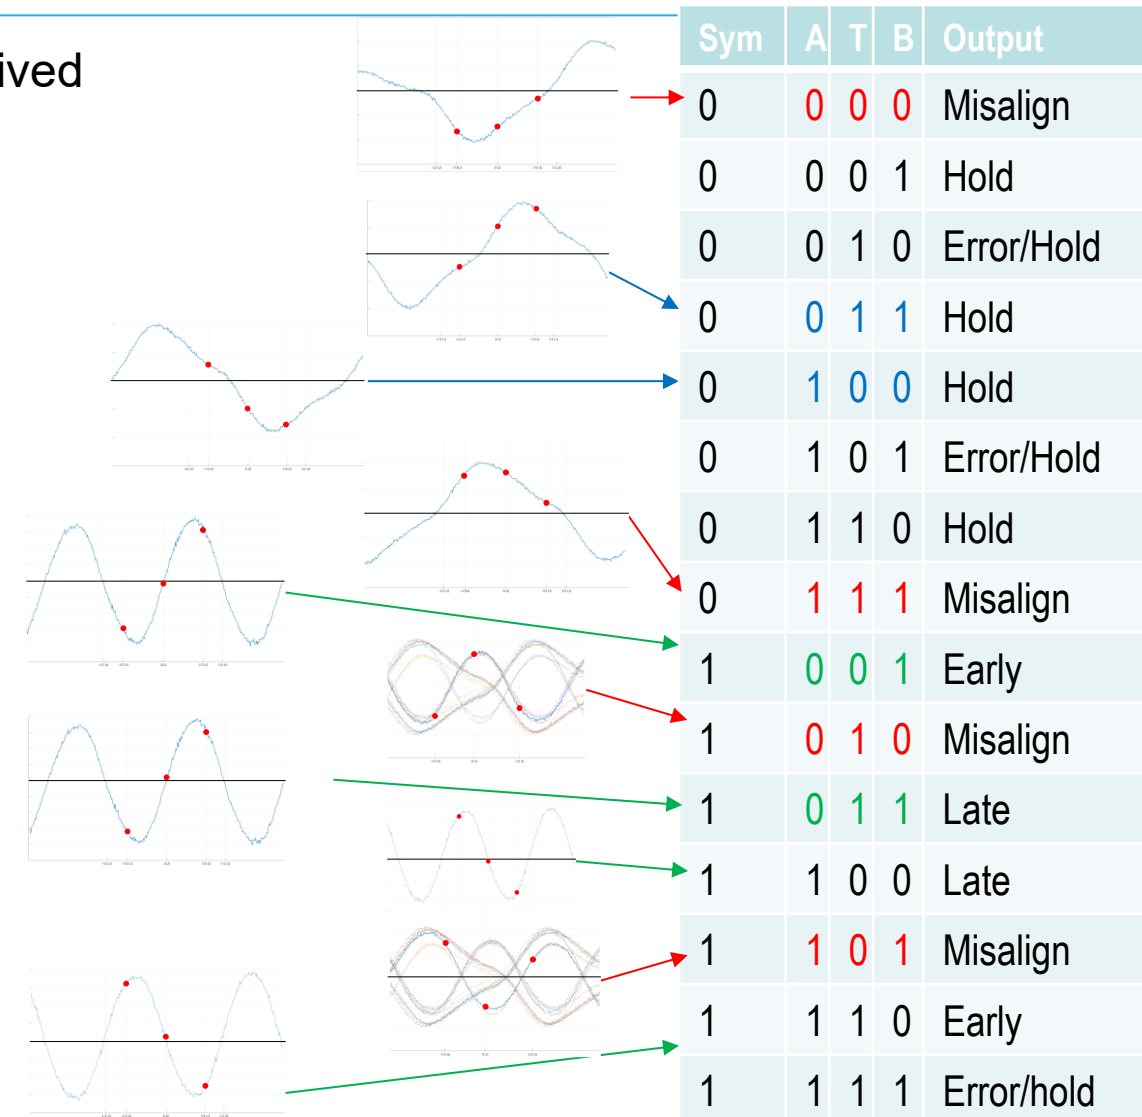 ived
Sym A T B Output
0 0 0 0 Misalign
0 0 0 1 Hold
0 0 1 0 Error/Hold
0 0 1 1 Hold
0 1 0 0 Hold
0 1 0 1 Error/Hold
0 1 1 0 Hold
0 1 1 1 Misalign
1 0 0 1 Early
1 0 1 0 Misalign
1 0 1 1 Late
1 1 0 0 Late
1 1 0 1 Misalign
1 1 1 0 Early
1 1 1 1 Error/hold